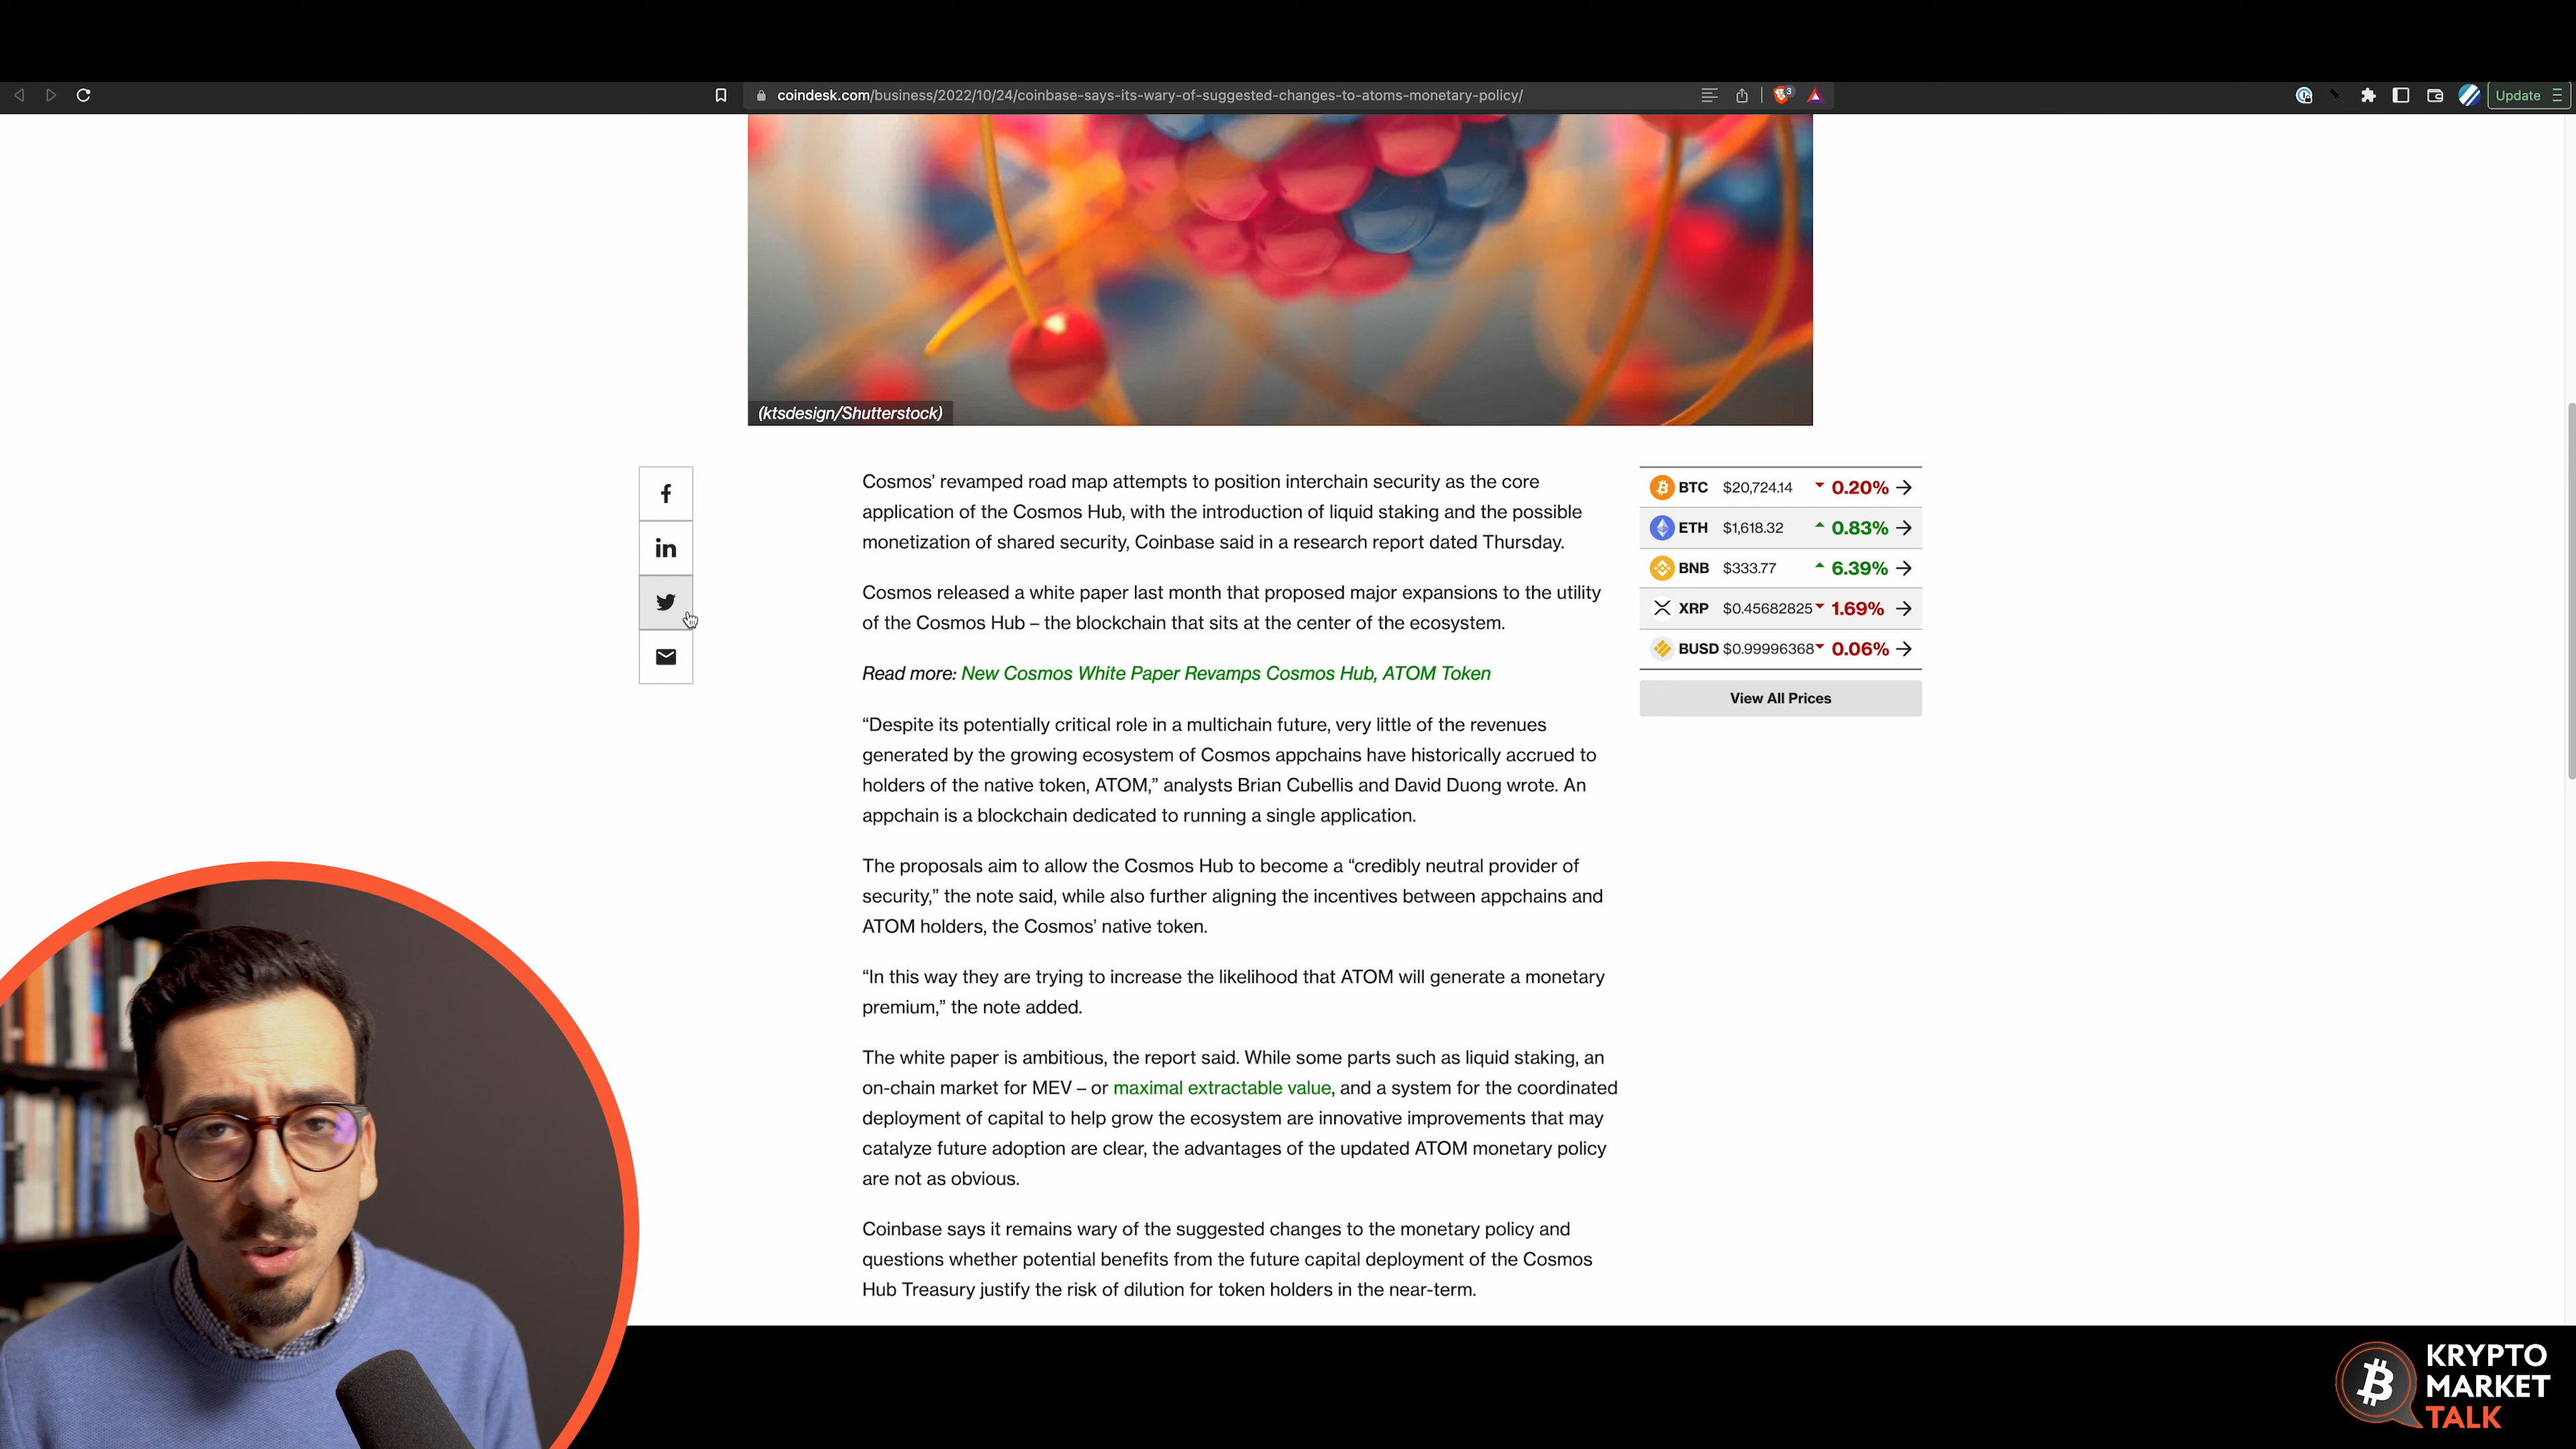 coindesk.com/business/2022/10/24/coinbase-says-its-wary-of-suggested-changes-to-atoms-monetary-policy/
3
Update
(ktsdesign/Shutterstock)
Cosmos’ revamped road map attempts to position interchain security as the core
application of the Cosmos Hub, with the introduction of liquid staking and the possible
monetization of shared security, Coinbase said in a research report dated Thursday.
Cosmos released a white paper last month that proposed major expansions to the utility
of the Cosmos Hub – the blockchain that sits at the center of the ecosystem.
Read more: New Cosmos White Paper Revamps Cosmos Hub, ATOM Token
“Despite its potentially critical role in a multichain future, very little of the revenues
generated by the growing ecosystem of Cosmos appchains have historically accrued to
holders of the native token, ATOM,” analysts Brian Cubellis and David Duong wrote. An
appchain is a blockchain dedicated to running a single application.
The proposals aim to allow the Cosmos Hub to become a “credibly neutral provider of
security,” the note said, while also further aligning the incentives between appchains and
ATOM holders, the Cosmos’ native token.
“In this way they are trying to increase the likelihood that ATOM will generate a monetary
premium,” the note added.
The white paper is ambitious, the report said. While some parts such as liquid staking, an
on-chain market for MEV – or maximal extractable value, and a system for the coordinated
deployment of capital to help grow the ecosystem are innovative improvements that may
catalyze future adoption are clear, the advantages of the updated ATOM monetary policy
are not as obvious.
Coinbase says it remains wary of the suggested changes to the monetary policy and
questions whether potential benefits from the future capital deployment of the Cosmos
Hub Treasury justify the risk of dilution for token holders in the near-term.
BTC $20,724.14 0.20%
ETH $1,618.32 0.83%
BNB $333.77 6.39%
XRP $0.45682825 1.69%
BUSD $0.99996368 0.06%
View All Prices
KRYPTO
MARKET
TALK